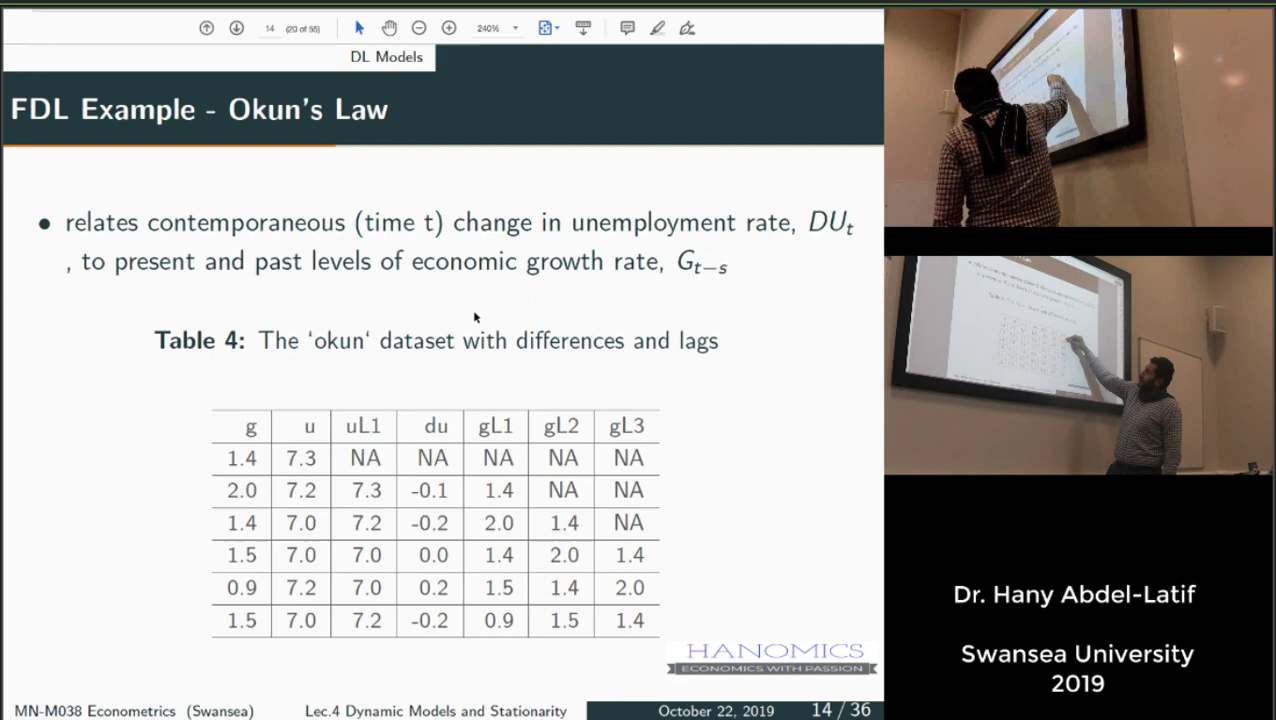 14 (20 of 55) 240%
DL Models
FDL Example - Okun's Law
● relates contemporaneous (time t) change in unemployment rate, DUt
, to present and past levels of economic growth rate, Gt−s
Table 4: The ‘okun‘ dataset with differences and lags
g u uL1 du gL1 gL2 gL3
1.4 7.3 NA NA NA NA NA
2.0 7.2 7.3 -0.1 1.4 NA NA
1.4 7.0 7.2 -0.2 2.0 1.4 NA
1.5 7.0 7.0 0.0 1.4 2.0 1.4
0.9 7.2 7.0 0.2 1.5 1.4 2.0
1.5 7.0 7.2 -0.2 0.9 1.5 1.4
HANOMICS
ECONOMICS WITH PASSION
MN-M038 Econometrics (Swansea) Lec.4 Dynamic Models and Stationarity October 22, 2019 14 / 36
Dr. Hany Abdel-Latif
Swansea University
2019